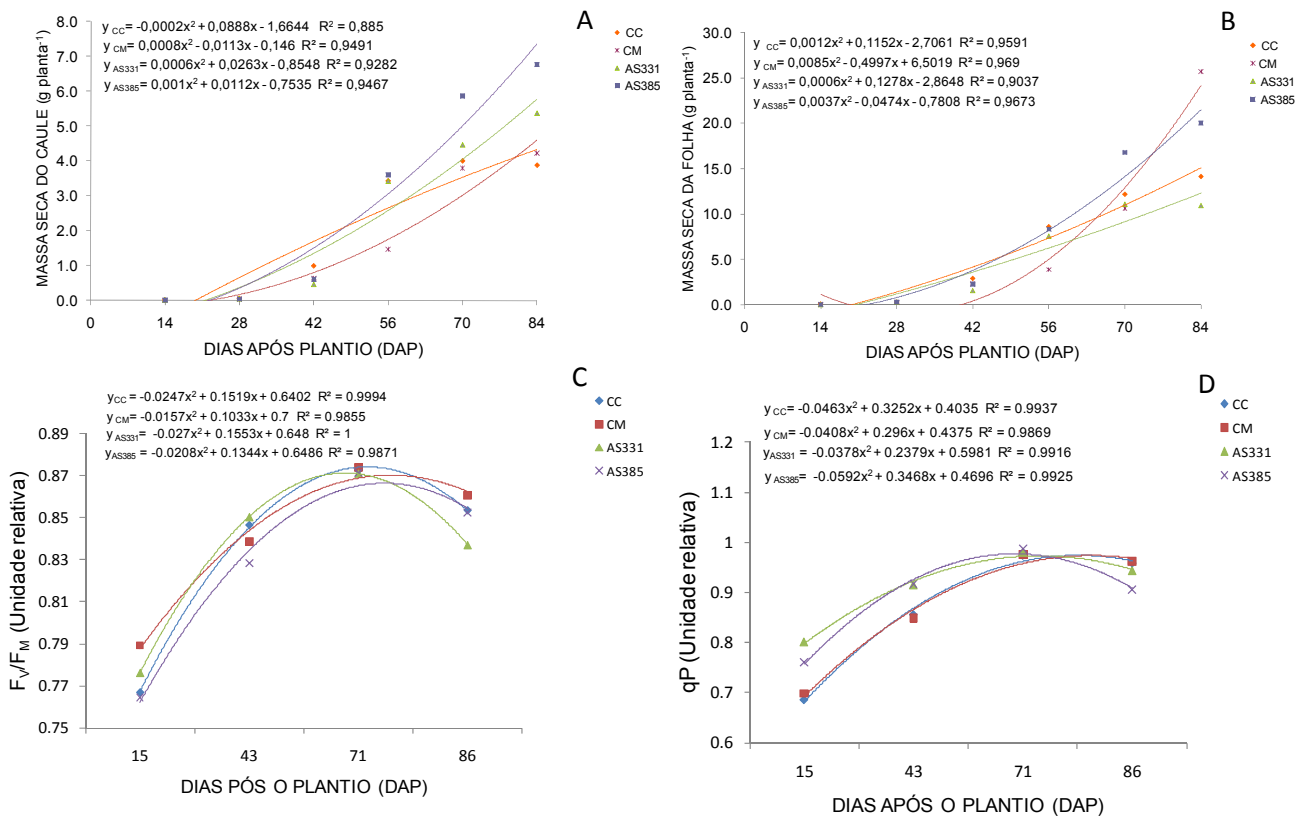 A
y CC= -0,0002x² + 0,0888x - 1,6644 R² = 0,885
y CM= 0,0008x² - 0,0113x - 0,146 R² = 0,9491
y AS331= 0,0006x² + 0,0263x - 0,8548 R² = 0,9282
y AS385= 0,001x² + 0,0112x - 0,7535 R² = 0,9467
CC
CM
AS331
AS385
MASSA SECA DO CAULE (g planta⁻¹)
8.0
7.0
6.0
5.0
4.0
3.0
2.0
1.0
0.0
0 14 28 42 56 70 84
DIAS APÓS PLANTIO (DAP)
B
y CC= 0,0012x² + 0,1152x - 2,7061 R² = 0,9591
y CM= 0,0085x² - 0,4997x + 6,5019 R² = 0,969
y AS331= 0,0006x² + 0,1278x - 2,8648 R² = 0,9037
y AS385= 0,0037x² - 0,0474x - 0,7808 R² = 0,9673
CC
CM
AS331
AS385
MASSA SECA DA FOLHA (g planta⁻¹)
30.0
25.0
20.0
15.0
10.0
5.0
0.0
0 14 28 42 56 70 84
DIAS APÓS PLANTIO (DAP)
C
yCC= -0.0247x² + 0.1519x + 0.6402 R² = 0.9994
y CM= -0.0157x² + 0.1033x + 0.7 R² = 0.9855
y AS331= -0.027x² + 0.1553x + 0.648 R² = 1
yAS385= -0.0208x² + 0.1344x + 0.6486 R² = 0.9871
CC
CM
AS331
AS385
FV/FM (Unidade relativa)
0.89
0.87
0.85
0.83
0.81
0.79
0.77
0.75
15 43 71 86
DIAS PÓS O PLANTIO (DAP)
D
yCC= -0.0463x² + 0.3252x + 0.4035 R² = 0.9937
yCM= -0.0408x² + 0.296x + 0.4375 R² = 0.9869
yAS331= -0.0378x² + 0.2379x + 0.5981 R² = 0.9916
yAS385= -0.0592x² + 0.3468x + 0.4696 R² = 0.9925
CC
CM
AS331
AS385
qP (Unidade relativa)
1.2
1.1
1
0.9
0.8
0.7
0.6
15 43 71 86
DIAS APÓS O PLANTIO (DAP)